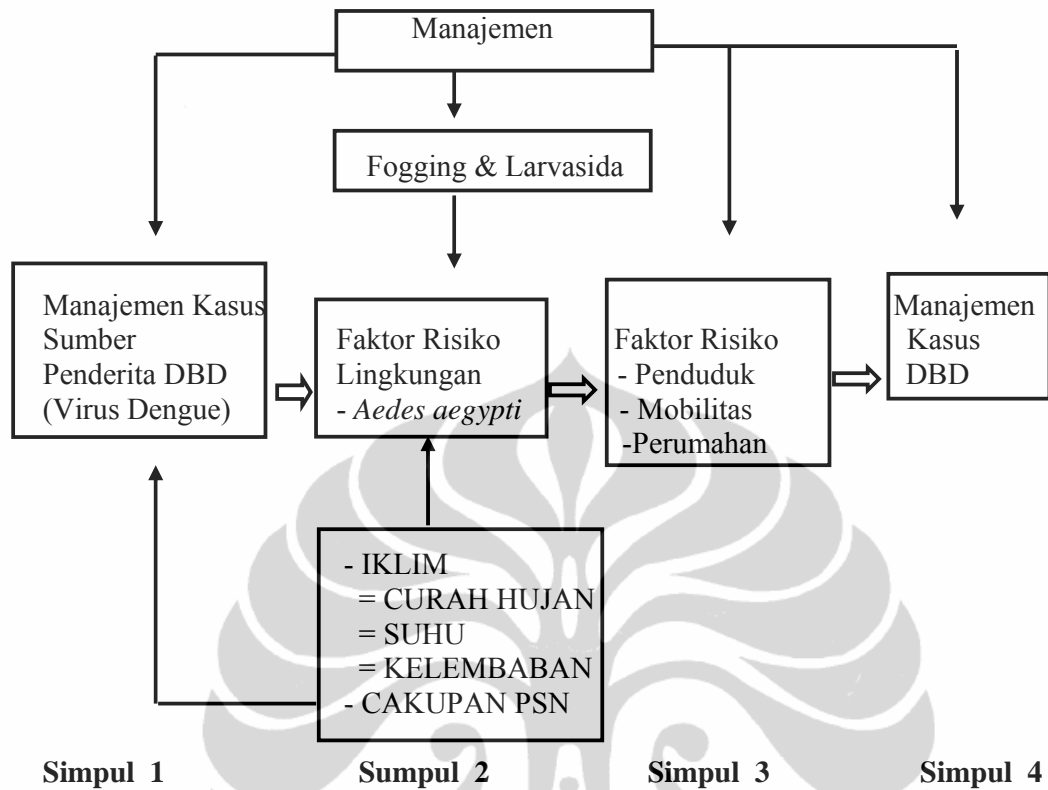 Manajemen
Fogging & Larvasida
Manajemen Kasus
Sumber
Penderita DBD
(Virus Dengue)
Faktor Risiko
Lingkungan
- Aedes aegypti
Faktor Risiko
- Penduduk
- Mobilitas
-Perumahan
Manajemen
Kasus
DBD
- IKLIM
= CURAH HUJAN
= SUHU
= KELEMBABAN
- CAKUPAN PSN
Simpul 1
Sumpul 2
Simpul 3
Simpul 4